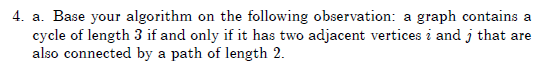 4. a. Base your algorithm on the following observation: a graph contains a
cycle of length 3 if and only if it has two adjacent vertices i and j that are
also connected by a path of length 2.